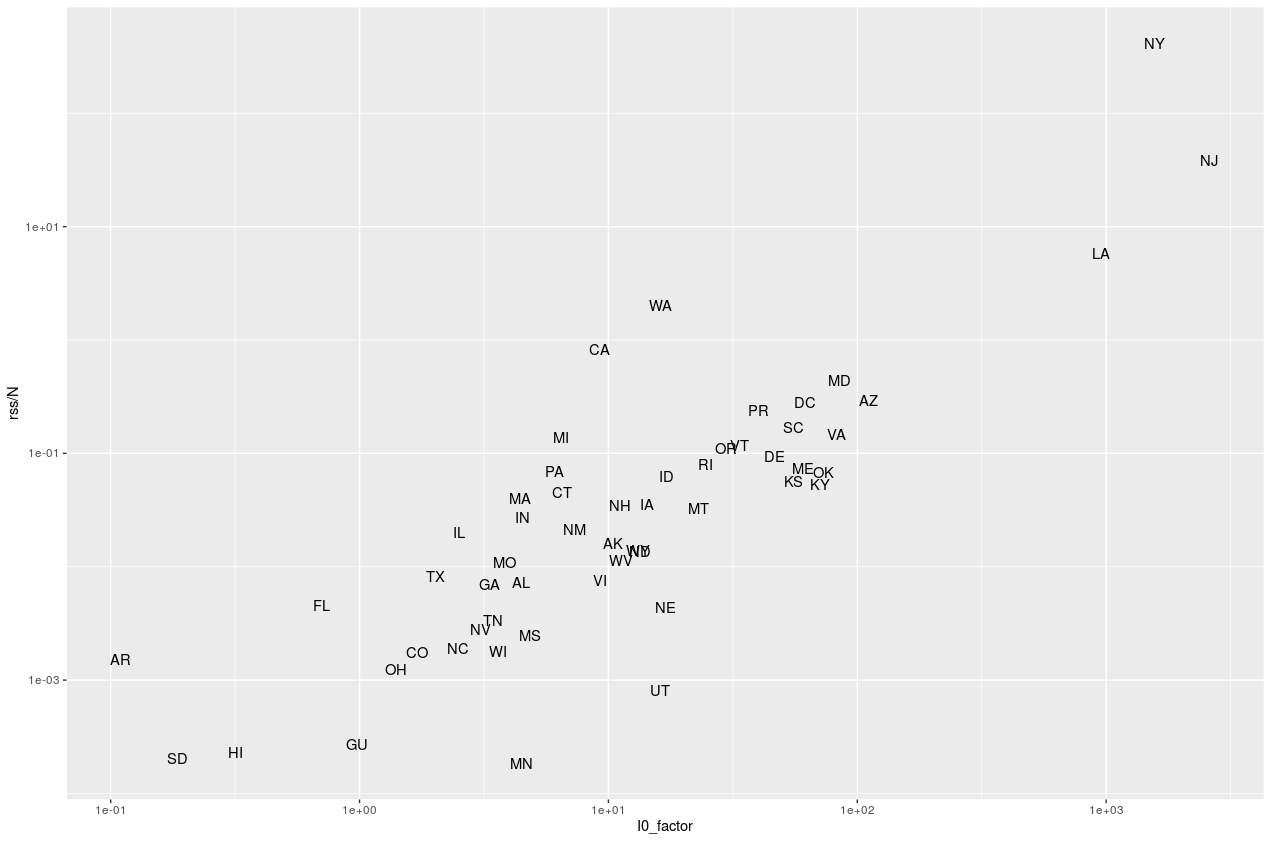 NY
NJ
1e+01
LA
WA
CA
MD
DC
AZ
PR
SC
VA
MI
OR
VT
1e-01
DE
RI
ME
PA
OK
ID
KS
KY
CT
MA
NH
IA
MT
IN
NM
IL
AK
WY
ND
WV
MO
TX
VI
AL
GA
FL
NE
TN
NV
MS
NC
WI
CO
AR
OH
1e-03
UT
GU
HI
SD
MN
1e-01 1e+00 1e+01 1e+02 1e+03
I0_factor
rss/N